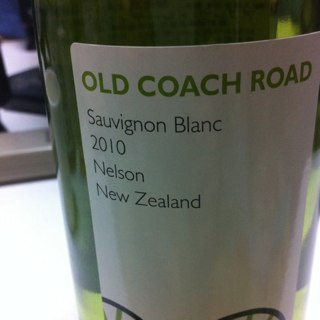 OLD COACH ROAD
Sauvignon Blanc
2010
Nelson
New Zealand